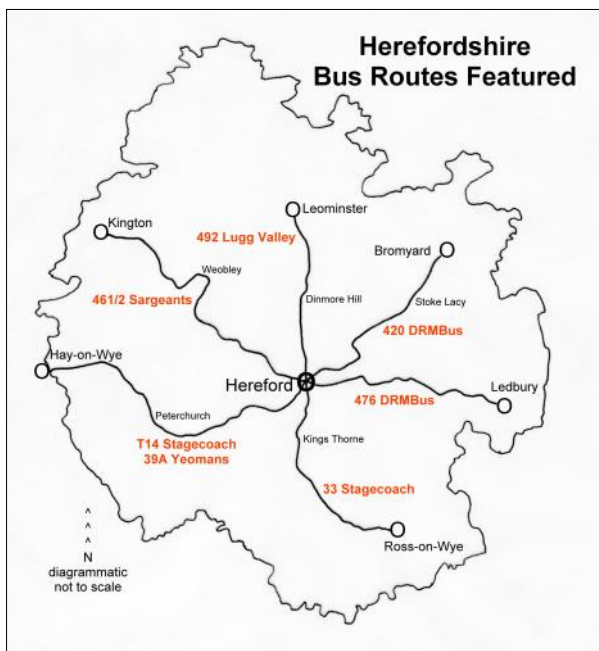 Herefordshire
Bus Routes Featured
Leominster
Kington
492 Lugg Valley
Bromyard
Weobley
461/2 Sargeants
Dinmore Hill
Stoke Lacy
420 DRMBus
Hay-on-Wye
Hereford
476 DRMBus
Ledbury
Peterchurch
T14 Stagecoach
39A Yeomans
Kings Thorne
33 Stagecoach
Ross-on-Wye
^
^
^
N
diagrammatic
not to scale